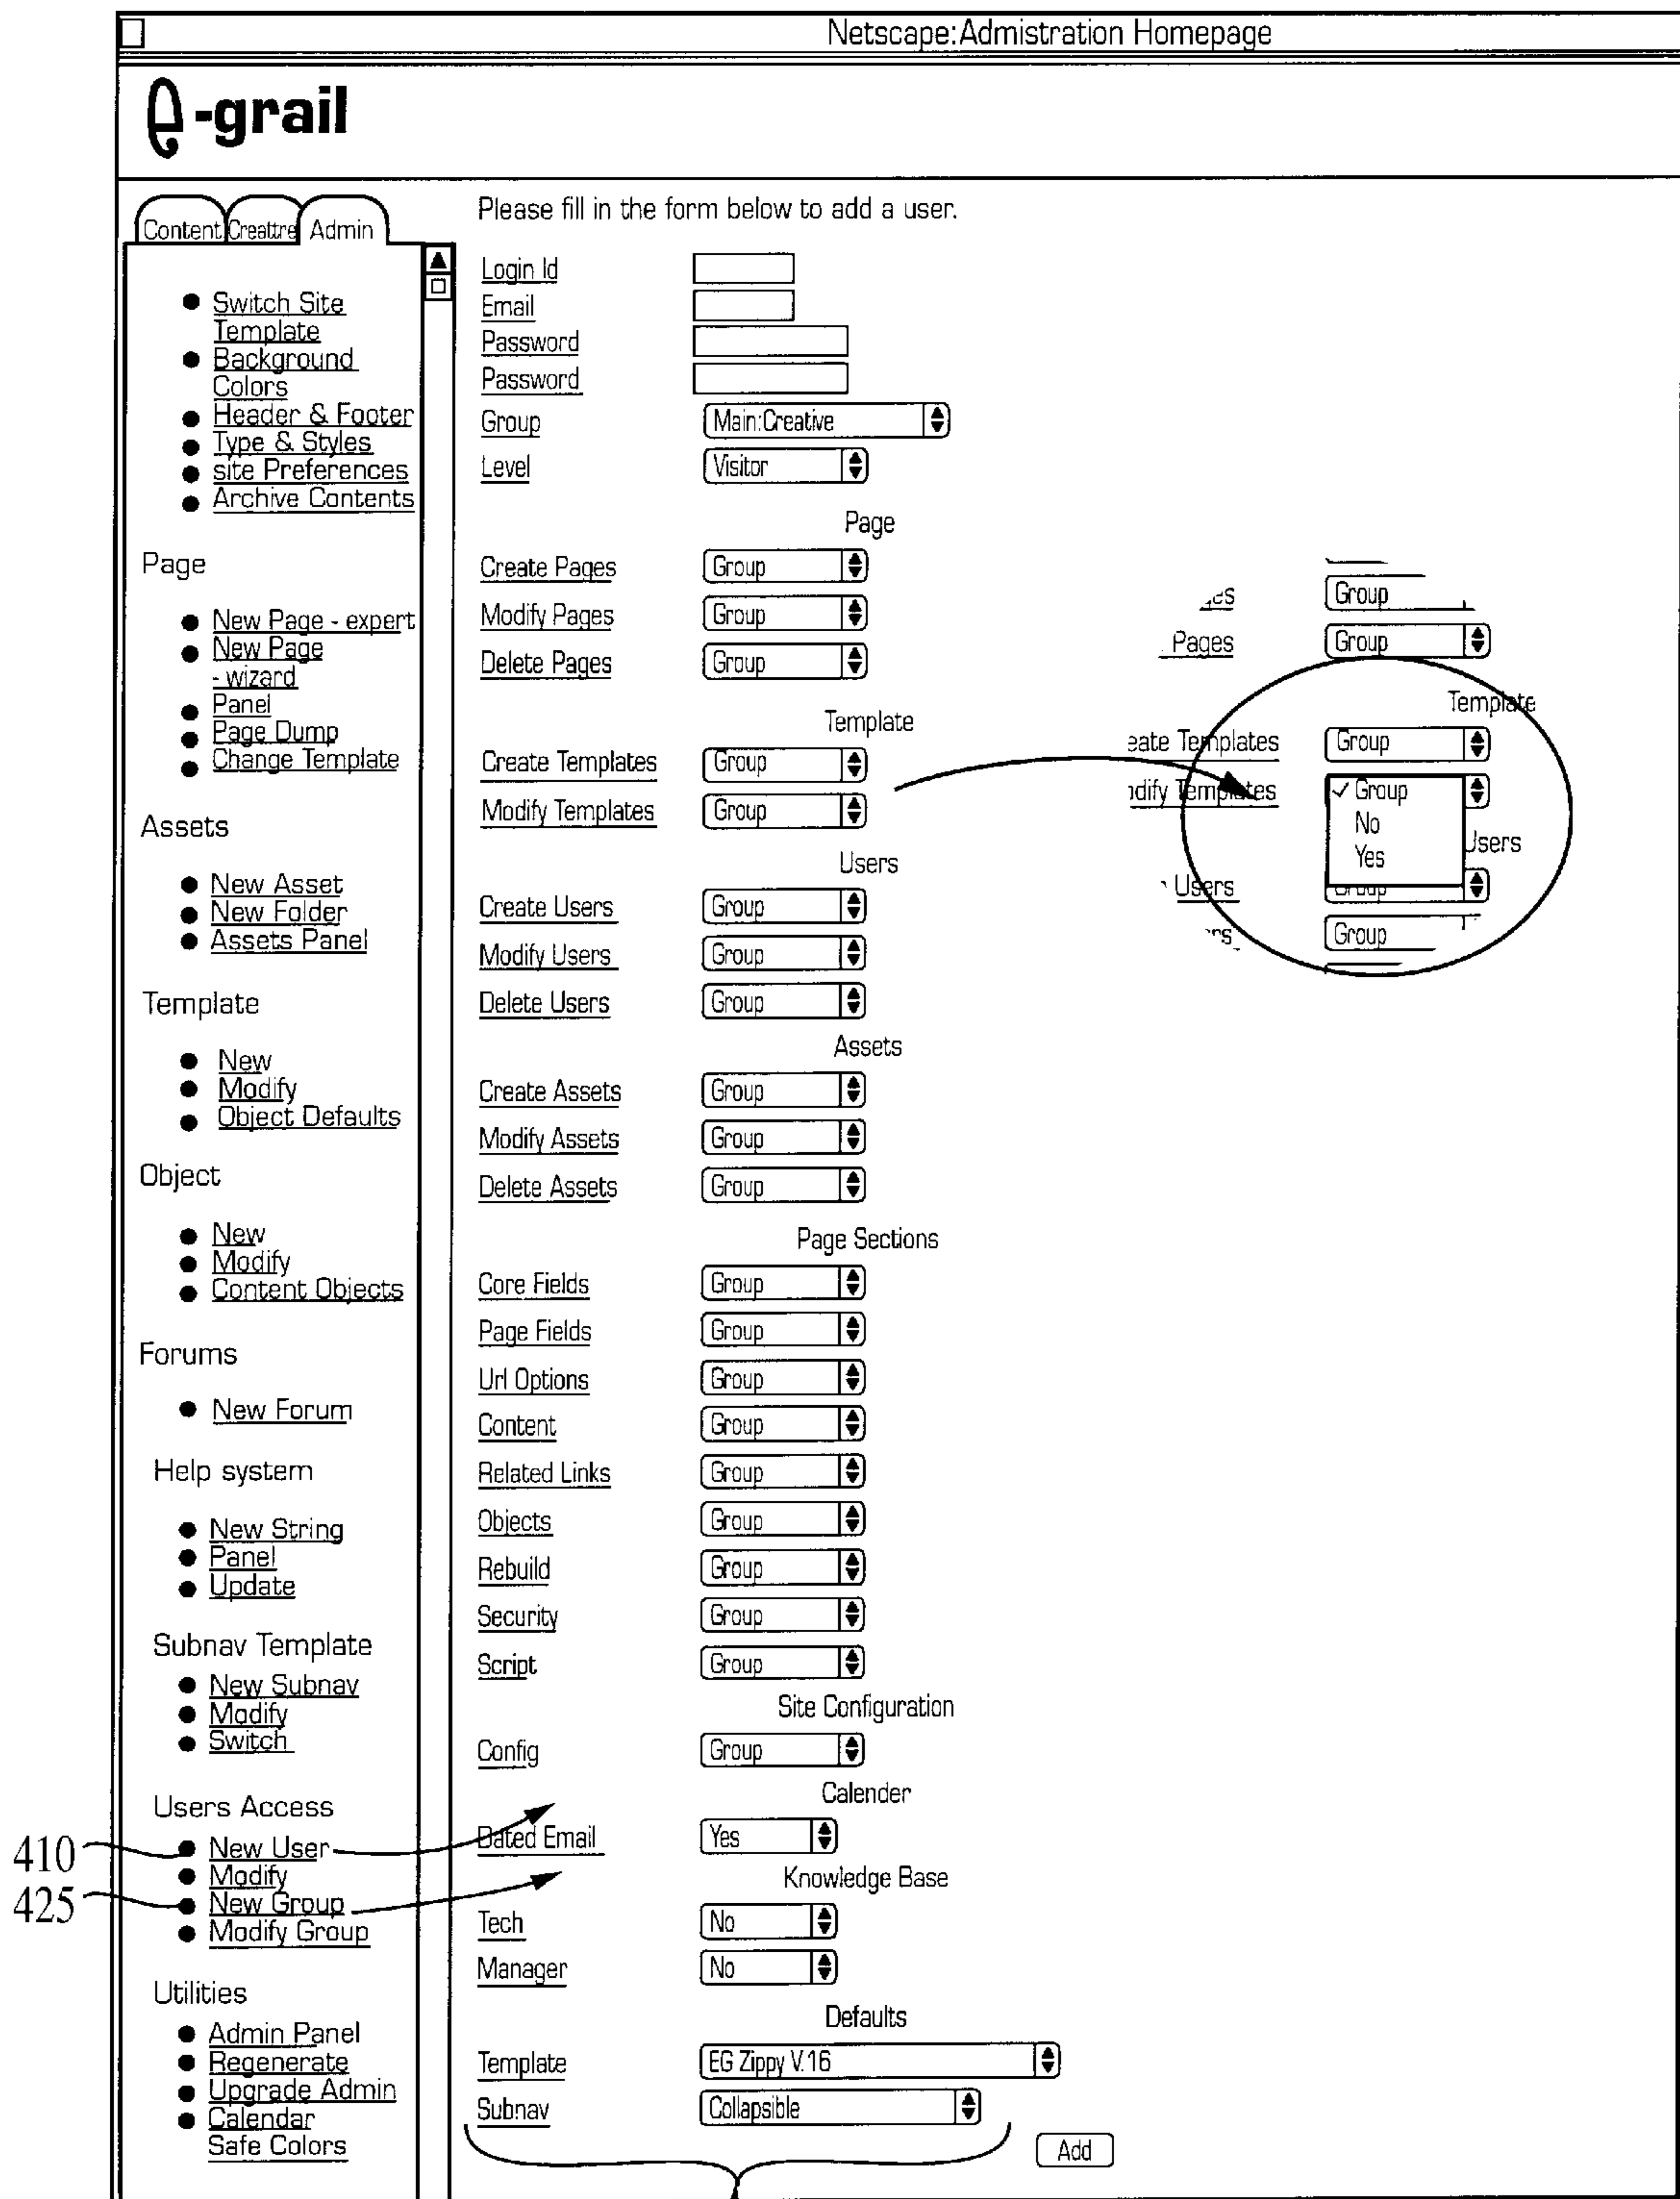 Netscape:Admistration Homepage
e-grail
Content Creattre Admin
Switch Site
Template
Background
Colors
Header & Footer
Type & Styles
site Preferences
Archive Contents
Page
New Page - expert
New Page
- wizard
Panel
Page Dump
Change Template
Assets
New Asset
New Folder
Assets Panel
Template
New
Modify
Object Defaults
Object
New
Modify
Content Objects
Forums
New Forum
Help system
New String
Panel
Update
Subnav Template
New Subnav
Modify
Switch
Users Access
410 New User
Modify
425 New Group
Modify Group
Utilities
Admin Panel
Regenerate
Upgrade Admin
Calendar
Safe Colors
Please fill in the form below to add a user.
Login Id
Email
Password
Password
Group Main:Creative
Level Visitor
Page
Create Pages Group
Modify Pages Group
Delete Pages Group
Template
Create Templates Group
Modify Templates Group
Users
Create Users Group
Modify Users Group
Delete Users Group
Assets
Create Assets Group
Modify Assets Group
Delete Assets Group
Page Sections
Core Fields Group
Page Fields Group
Url Options Group
Content Group
Related Links Group
Objects Group
Rebuild Group
Security Group
Script Group
Site Configuration
Config Group
Calender
Dated Email Yes
Knowledge Base
Tech No
Manager No
Defaults
Template EG Zippy V.16
Subnav Collapsible
Add
ges Group
Pages Group
Template
eate Templates Group
odify Templates ✓ Group
No
Yes
Users
Users Group
ers Group